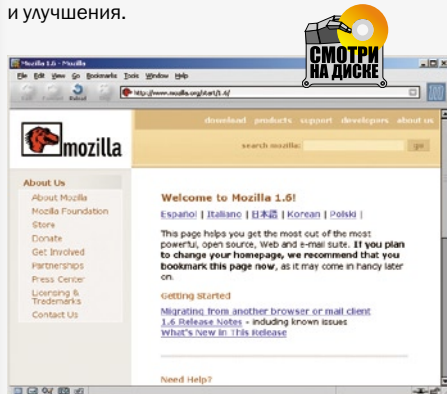 и улучшения.
СМОТРИ
НА ДИСКЕ
Mozilla 1.6 - Mozilla
File Edit View Go Bookmarks Tools Window Help
Reload
http://www.mozilla.org/start/1.6/
download products support developers about us
search mozilla: go
mozilla
About Us
About Mozilla
Mozilla Foundation
Store
Donate
Get Involved
Partnerships
Press Center
Licensing &
Trademarks
Contact Us
Welcome to Mozilla 1.6!
Español | Italiano | 日本語 | Korean | Polski |
This page helps you get the most out of the most
powerful, open source, Web and e-mail suite. If you plan
to change your homepage, we recommend that you
bookmark this page now, as it may come in handy later
on.
Getting Started
Migrating from another browser or mail client
1.6 Release Notes - including known issues
What's New in This Release
Need Help?